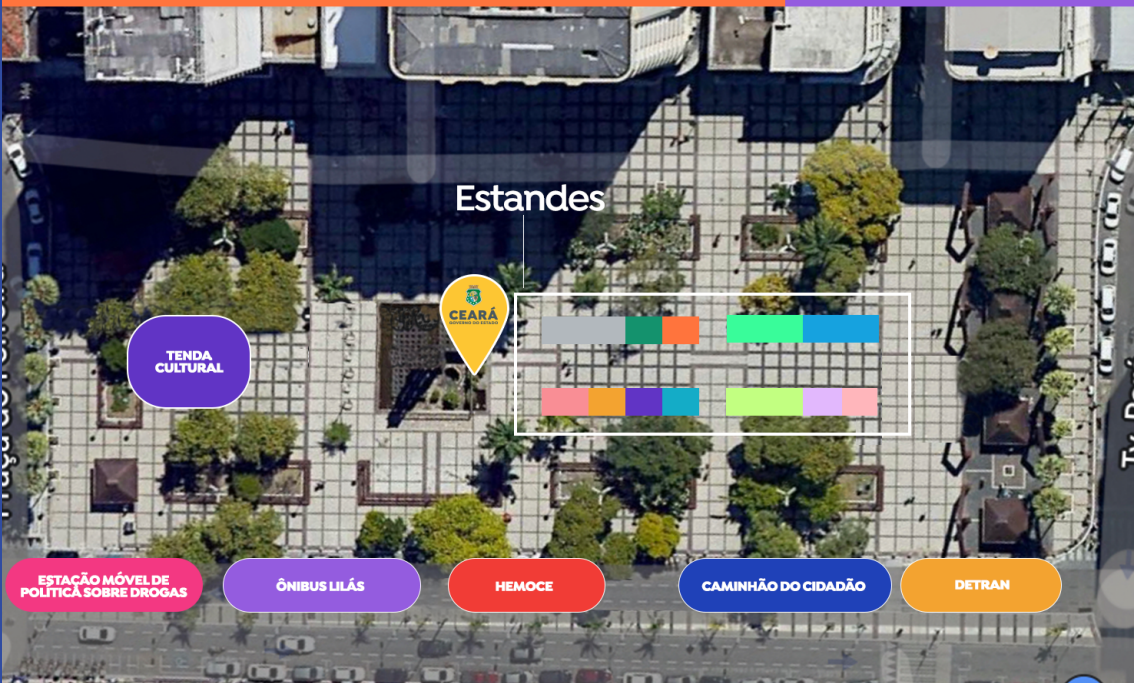 Estandes
CEARÁ
GOVERNO DO ESTADO
TENDA
CULTURAL
ESTAÇÃO MÓVEL DE
POLÍTICA SOBRE DROGAS
ÔNIBUS LILÁS
HEMOCE
CAMINHÃO DO CIDADÃO
DETRAN